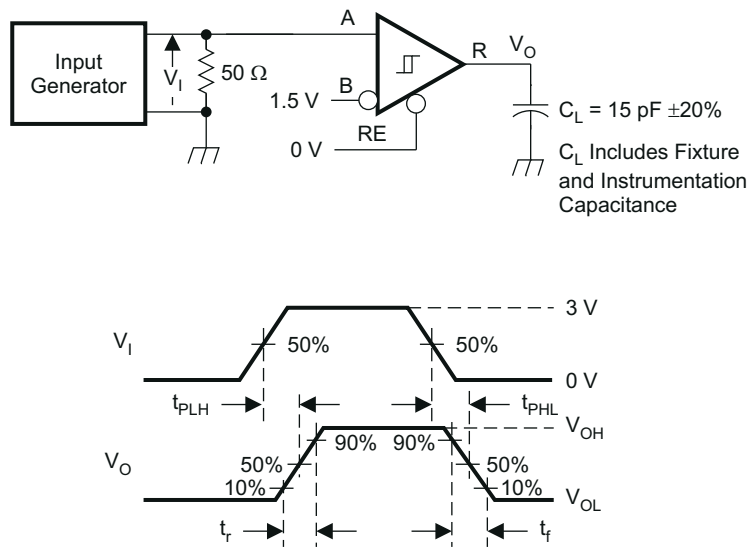 Input
Generator
V_I
50 Ω
A
B
1.5 V
RE
0 V
R
V_O
C_L = 15 pF ±20%
C_L Includes Fixture
and Instrumentation
Capacitance
V_I
50%
50%
3 V
0 V
t_PLH
t_PHL
V_O
90%
90%
50%
50%
10%
10%
V_OH
V_OL
t_r
t_f